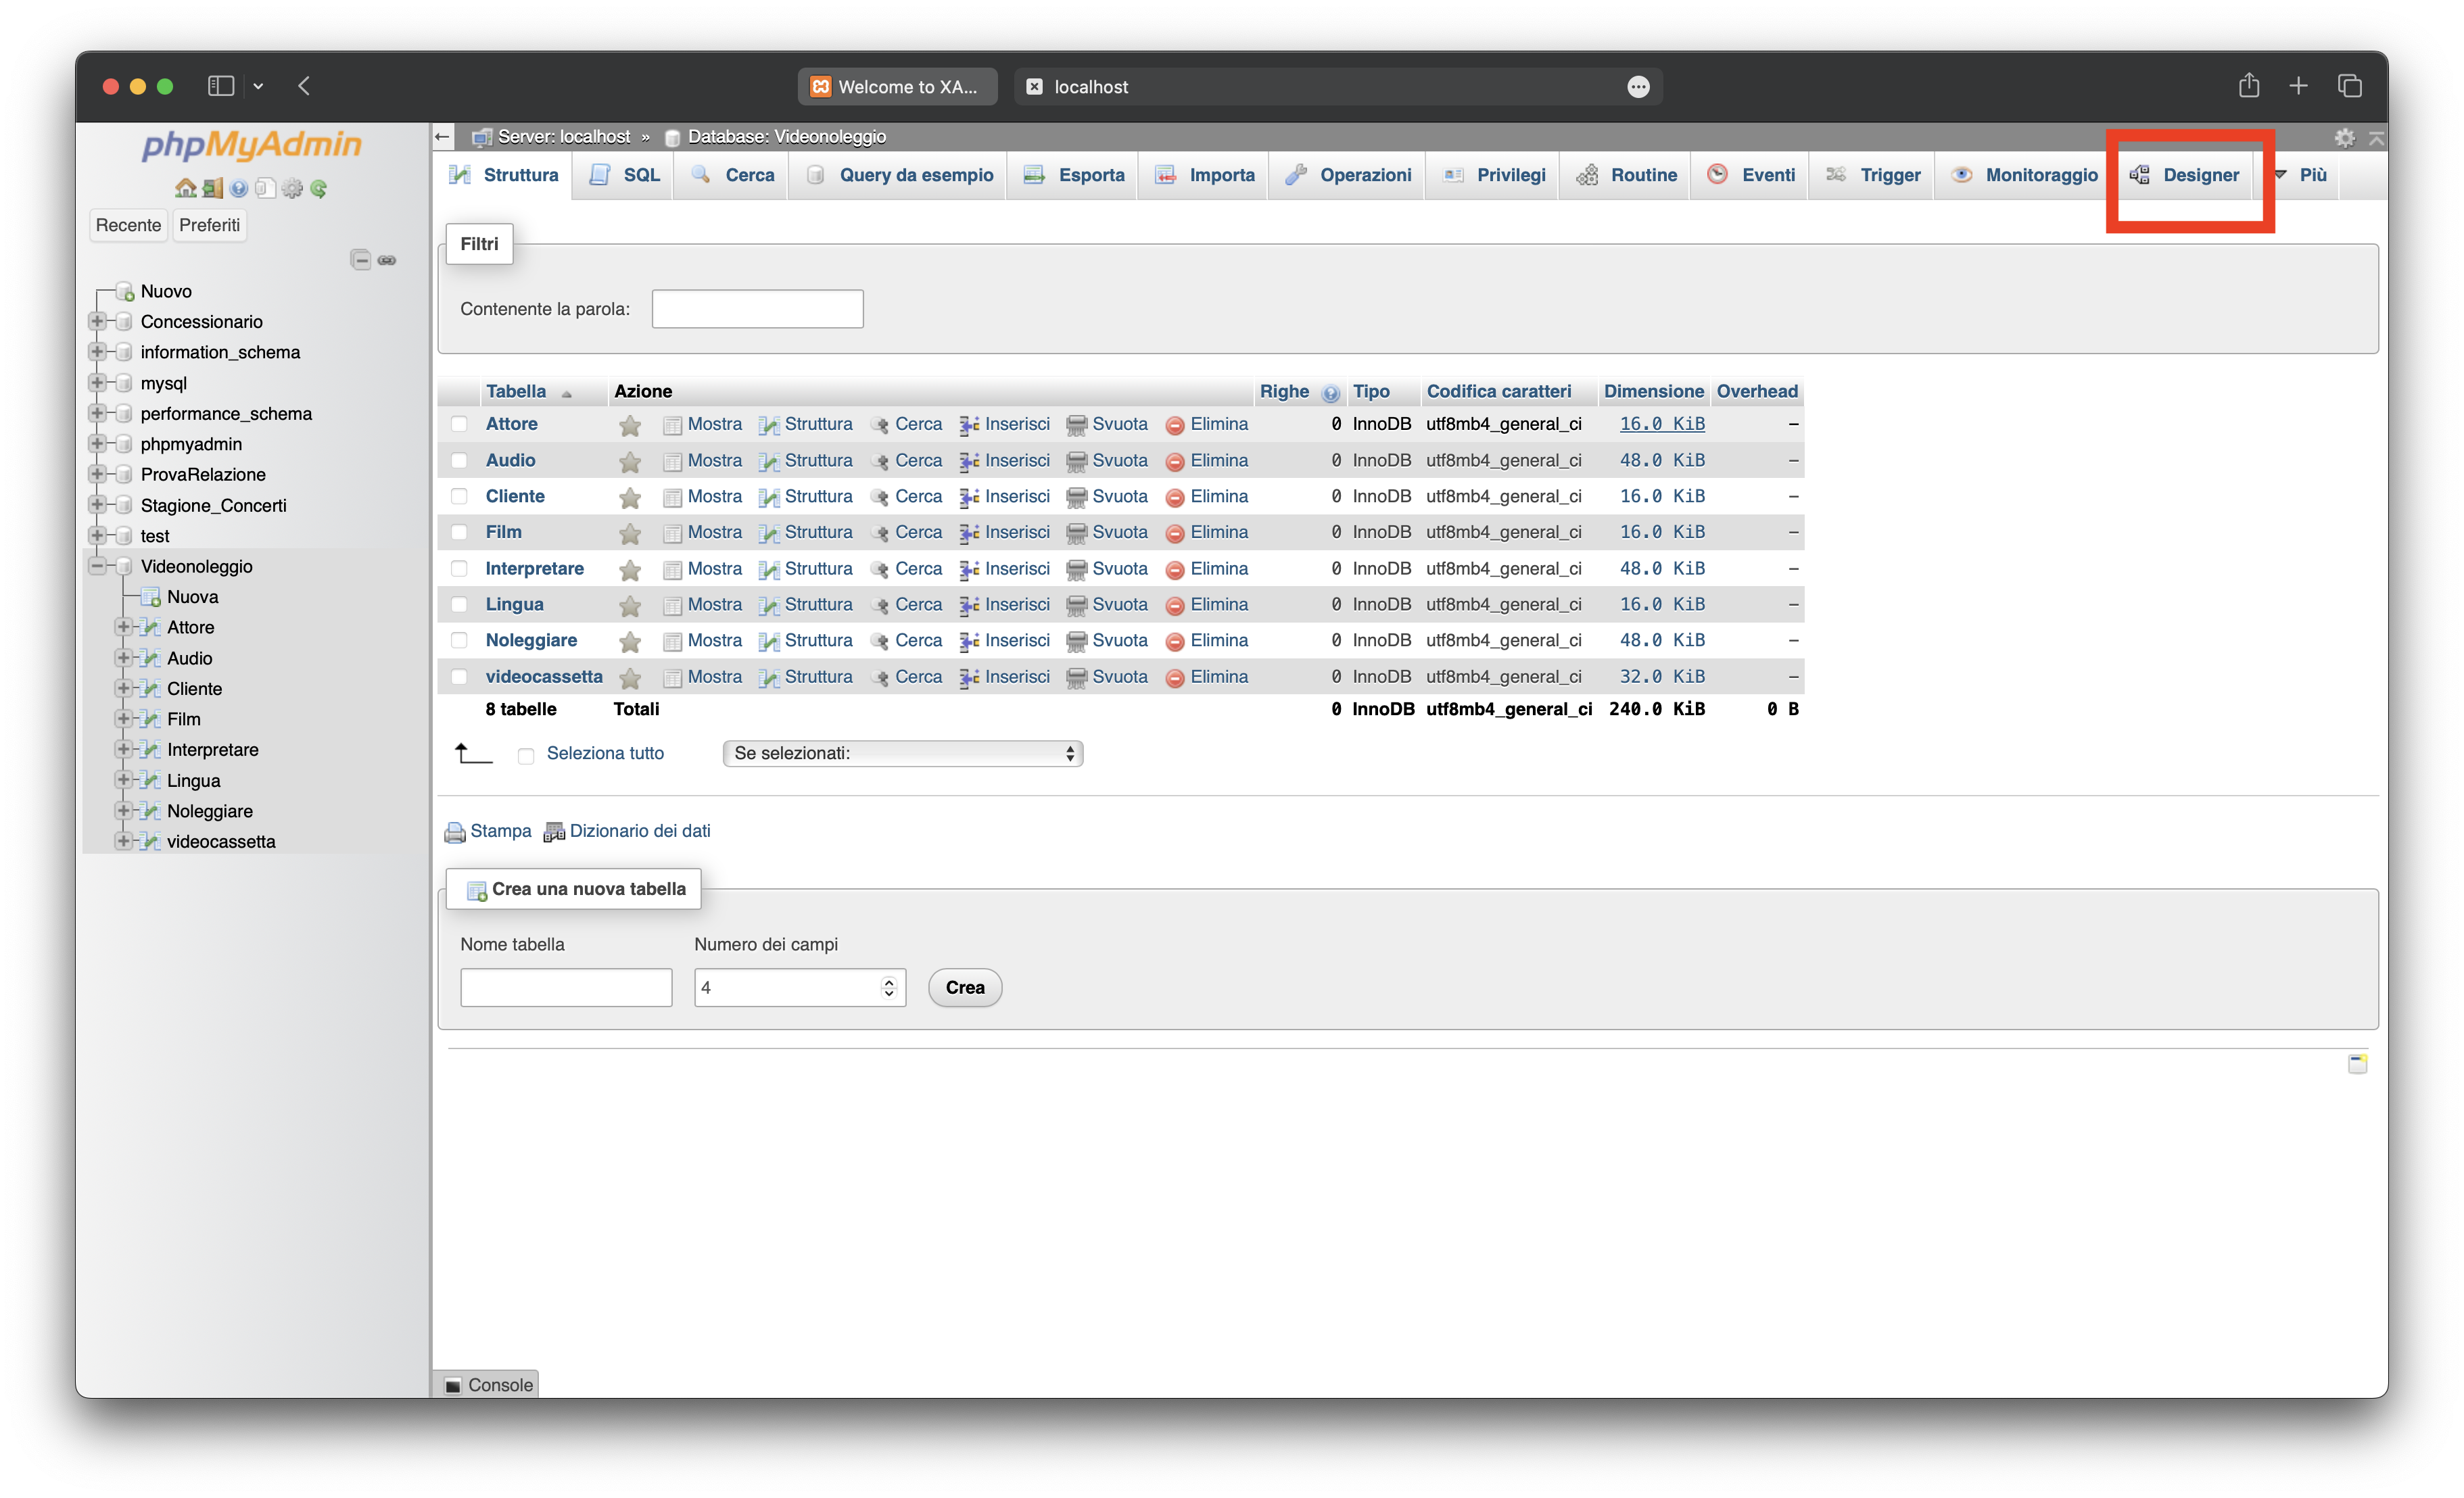 Welcome to XA...
localhost
phpMyAdmin
Recente Preferiti
Nuovo
Concessionario
information_schema
mysql
performance_schema
phpmyadmin
ProvaRelazione
Stagione_Concerti
test
Videonoleggio
Nuova
Attore
Audio
Cliente
Film
Interpretare
Lingua
Noleggiare
videocassetta
Server: localhost » Database: Videonoleggio
Struttura SQL Cerca Query da esempio Esporta Importa Operazioni Privilegi Routine Eventi Trigger Monitoraggio Designer Più
Filtri
Contenente la parola:
Tabella Azione Righe Tipo Codifica caratteri Dimensione Overhead
Attore Mostra Struttura Cerca Inserisci Svuota Elimina 0 InnoDB utf8mb4_general_ci 16.0 KiB –
Audio Mostra Struttura Cerca Inserisci Svuota Elimina 0 InnoDB utf8mb4_general_ci 48.0 KiB –
Cliente Mostra Struttura Cerca Inserisci Svuota Elimina 0 InnoDB utf8mb4_general_ci 16.0 KiB –
Film Mostra Struttura Cerca Inserisci Svuota Elimina 0 InnoDB utf8mb4_general_ci 16.0 KiB –
Interpretare Mostra Struttura Cerca Inserisci Svuota Elimina 0 InnoDB utf8mb4_general_ci 48.0 KiB –
Lingua Mostra Struttura Cerca Inserisci Svuota Elimina 0 InnoDB utf8mb4_general_ci 16.0 KiB –
Noleggiare Mostra Struttura Cerca Inserisci Svuota Elimina 0 InnoDB utf8mb4_general_ci 48.0 KiB –
videocassetta Mostra Struttura Cerca Inserisci Svuota Elimina 0 InnoDB utf8mb4_general_ci 32.0 KiB –
8 tabelle Totali 0 InnoDB utf8mb4_general_ci 240.0 KiB 0 B
Seleziona tutto Se selezionati:
Stampa Dizionario dei dati
Crea una nuova tabella
Nome tabella Numero dei campi
4 Crea
Console